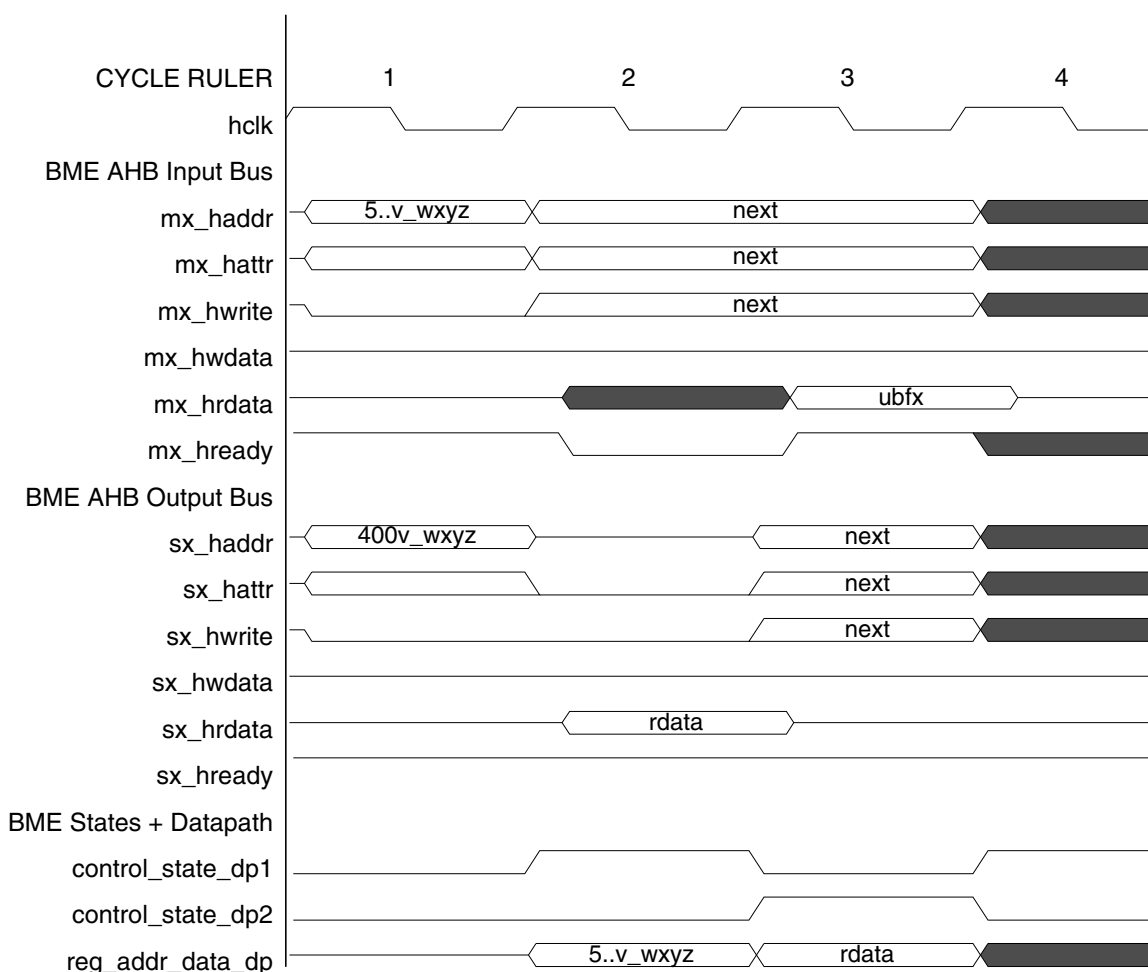 CYCLE RULER 1 2 3 4
hclk
BME AHB Input Bus
mx_haddr 5..v_wxyz next
mx_hattr next
mx_hwrite next
mx_hwdata
mx_hrdata ubfx
mx_hready
BME AHB Output Bus
sx_haddr 400v_wxyz next
sx_hattr next
sx_hwrite next
sx_hwdata
sx_hrdata rdata
sx_hready
BME States + Datapath
control_state_dp1
control_state_dp2
reg_addr_data_dp 5..v_wxyz rdata